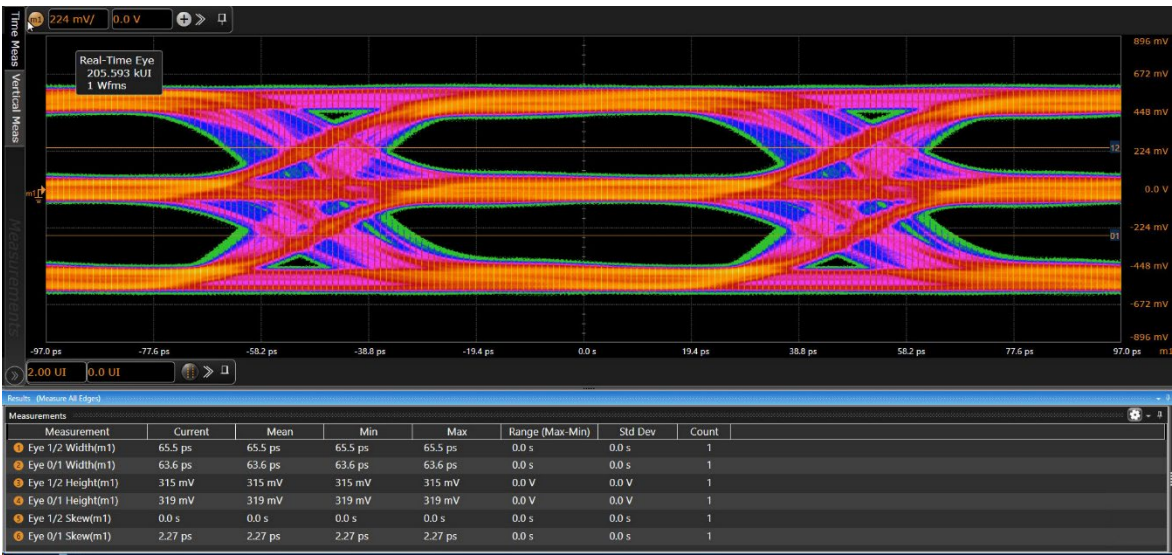 Time Meas
Vertical Meas
Measurements
m1 224 mV/ 0.0 V
Real-Time Eye
205.593 kUI
1 Wfms
896 mV
672 mV
448 mV
12 224 mV
m1 0.0 V
01 -224 mV
-448 mV
-672 mV
-896 mV
-97.0 ps -77.6 ps -58.2 ps -38.8 ps -19.4 ps 0.0 s 19.4 ps 38.8 ps 58.2 ps 77.6 ps 97.0 ps m1
2.00 UI 0.0 UI
Results (Measure All Edges)
Measurements
Measurement Current Mean Min Max Range (Max-Min) Std Dev Count
1 Eye 1/2 Width(m1) 65.5 ps 65.5 ps 65.5 ps 65.5 ps 0.0 s 0.0 s 1
2 Eye 0/1 Width(m1) 63.6 ps 63.6 ps 63.6 ps 63.6 ps 0.0 s 0.0 s 1
3 Eye 1/2 Height(m1) 315 mV 315 mV 315 mV 315 mV 0.0 V 0.0 V 1
4 Eye 0/1 Height(m1) 319 mV 319 mV 319 mV 319 mV 0.0 V 0.0 V 1
5 Eye 1/2 Skew(m1) 0.0 s 0.0 s 0.0 s 0.0 s 0.0 s 0.0 s 1
6 Eye 0/1 Skew(m1) 2.27 ps 2.27 ps 2.27 ps 2.27 ps 0.0 s 0.0 s 1